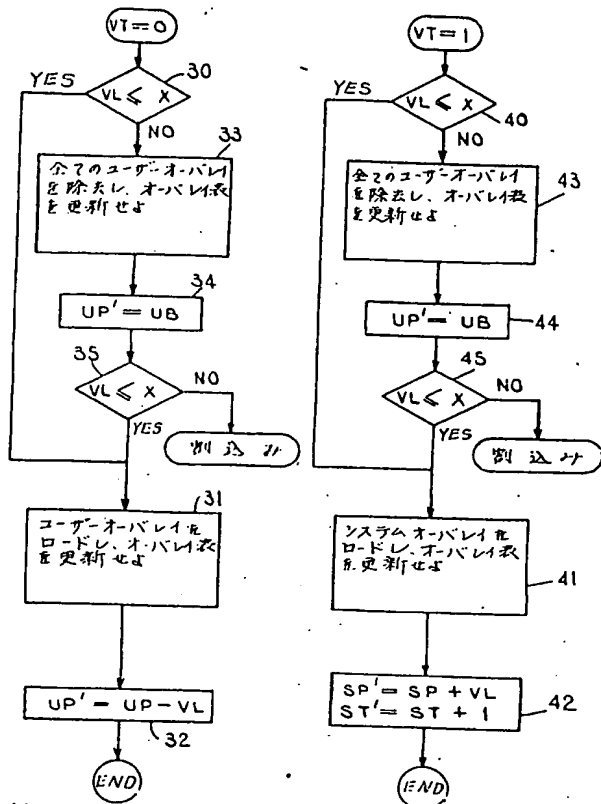 VT=0
30
YES
VL ≤ X
NO
33
全てのユーザーオーバレイ
を除去し、オーバレイ表
を更新せよ
34
UP' = UB
35
VL ≤ X
NO
YES
割込み
31
ユーザーオーバレイを
ロードし、オーバレイ表
を更新せよ
UP' = UP - VL
32
END
VT=1
YES
VL ≤ X
40
NO
43
全てのユーザーオーバレイ
を除去し、オーバレイ表
を更新せよ
UP' = UB
44
45
VL ≤ X
NO
YES
割込み
システムオーバレイを
ロードし、オーバレイ表
を更新せよ
41
SP' = SP + VL
ST' = ST + 1
42
END